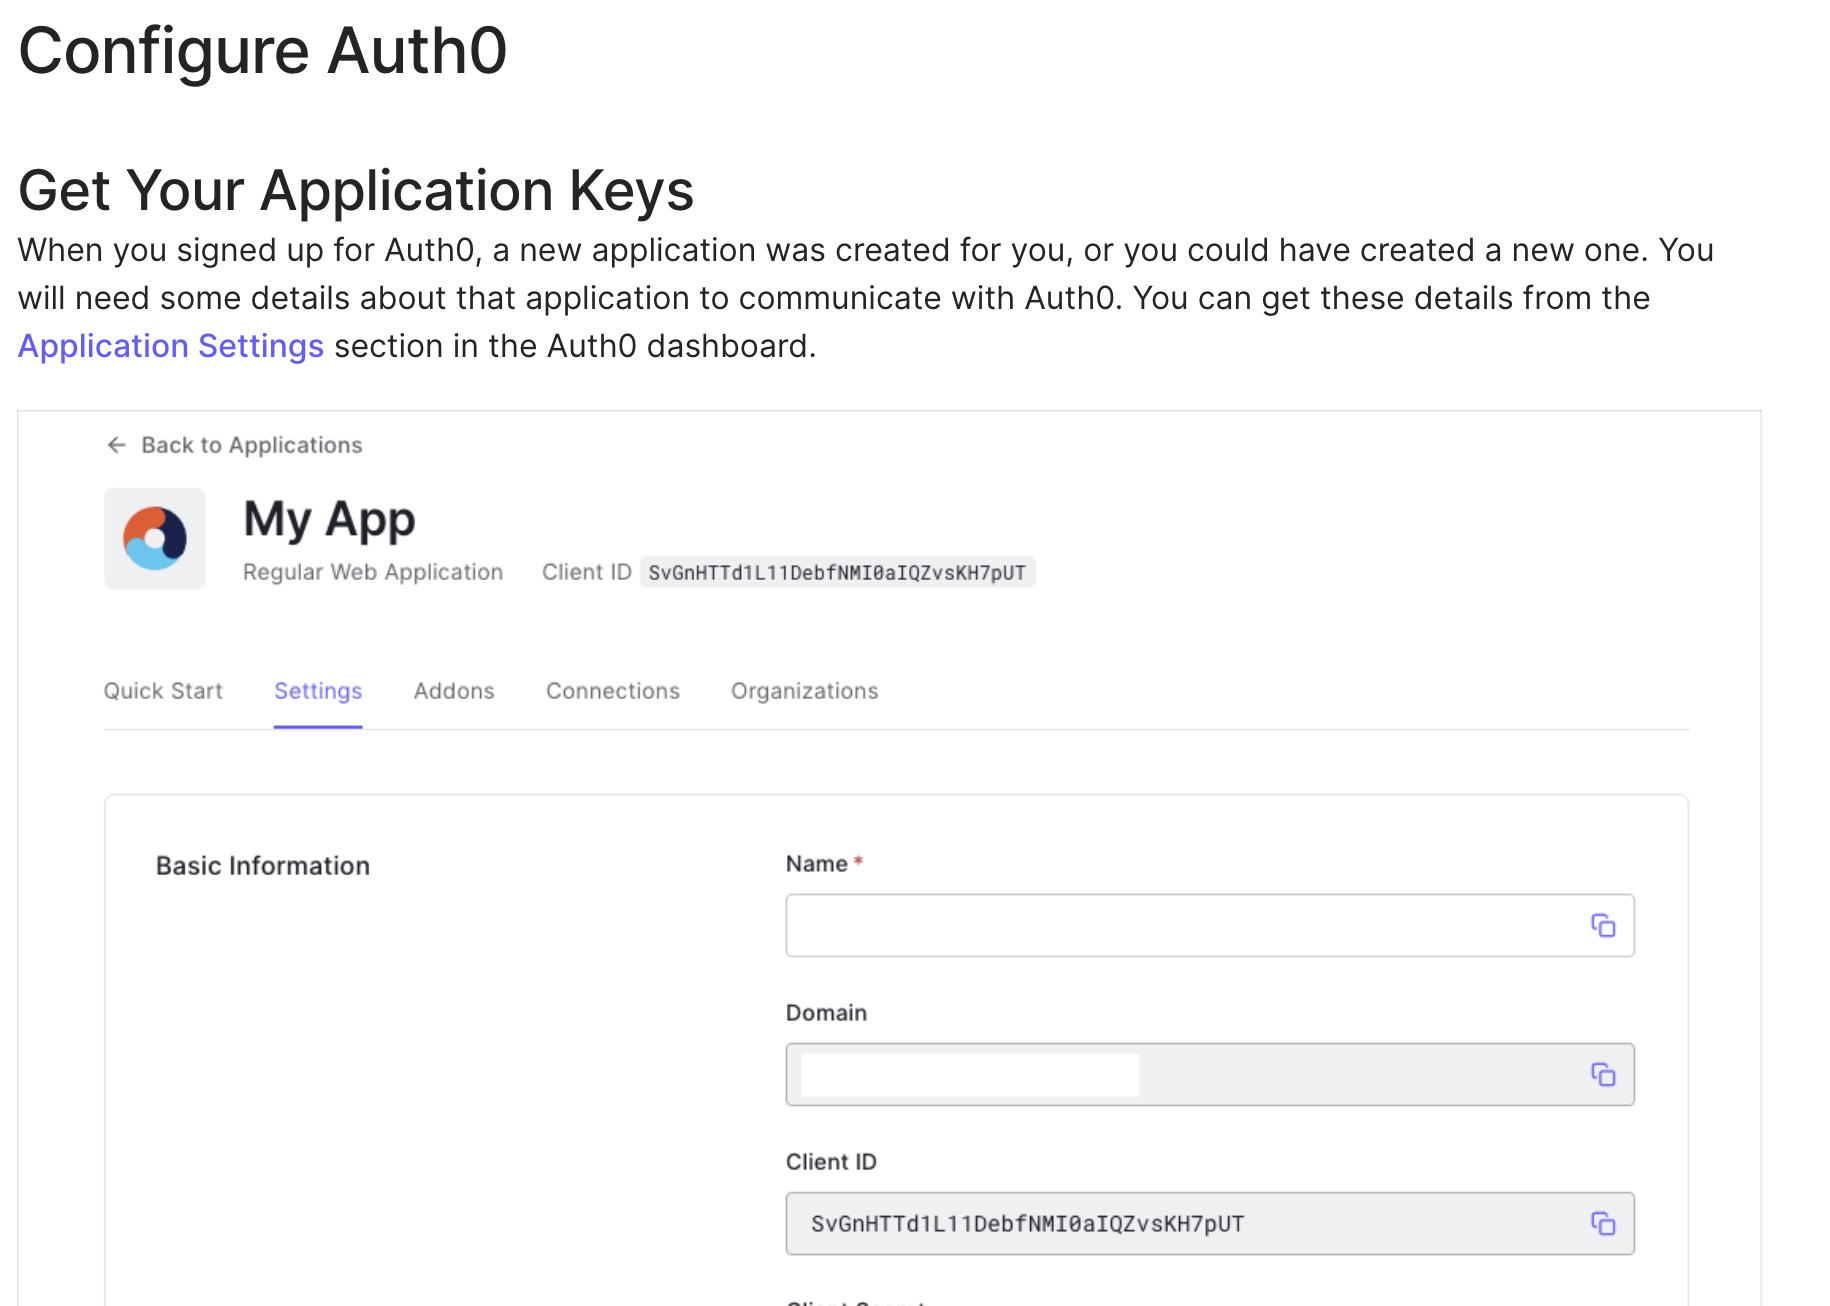 Configure Auth0
Get Your Application Keys
When you signed up for Auth0, a new application was created for you, or you could have created a new one. You
will need some details about that application to communicate with Auth0. You can get these details from the
Application Settings section in the Auth0 dashboard.
← Back to Applications
My App
Regular Web Application Client ID SvGnHTTd1L11DebfNMI0aIQZvsKH7pUT
Quick Start Settings Addons Connections Organizations
Basic Information
Name *
Domain
Client ID
SvGnHTTd1L11DebfNMI0aIQZvsKH7pUT